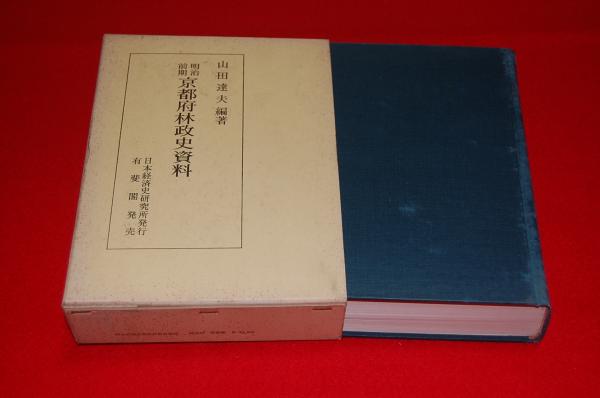 山田達夫編著
明治前期 京都府林政史資料
日本経済史研究所発行
有斐閣発売